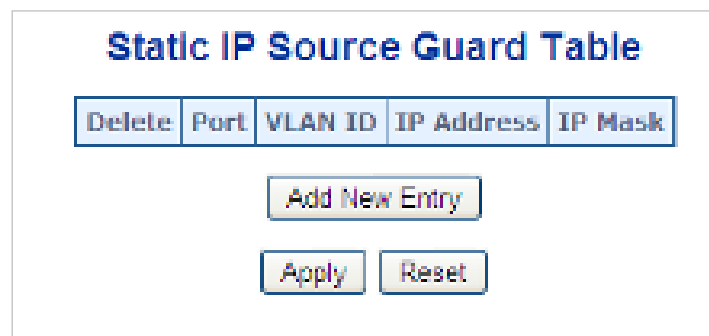 Static IP Source Guard Table
Delete Port VLAN ID IP Address IP Mask
Add New Entry
Apply Reset